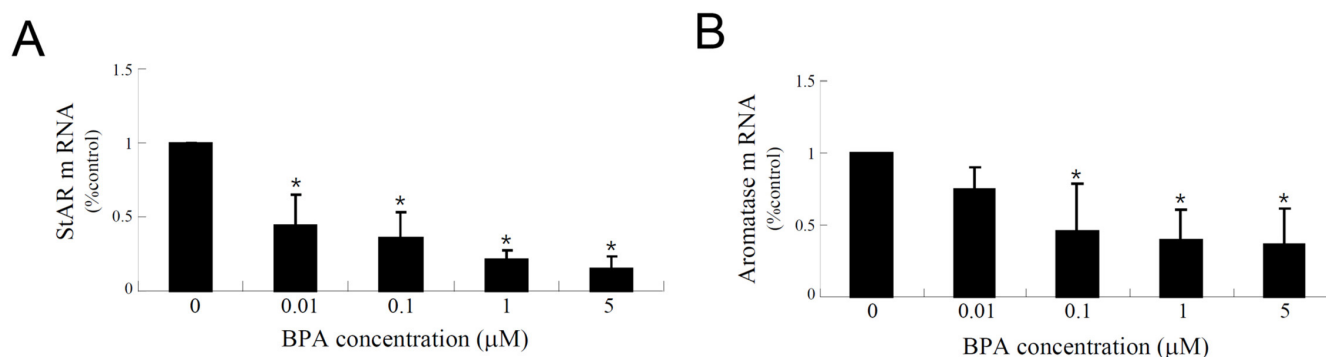 A
StAR m RNA
(%control)
1.5
1
0.5
0
*
*
*
*
0 0.01 0.1 1 5
BPA concentration (μM)
B
Aromatase m RNA
(%control)
1.5
1
0.5
0
*
*
*
0 0.01 0.1 1 5
BPA concentration (μM)